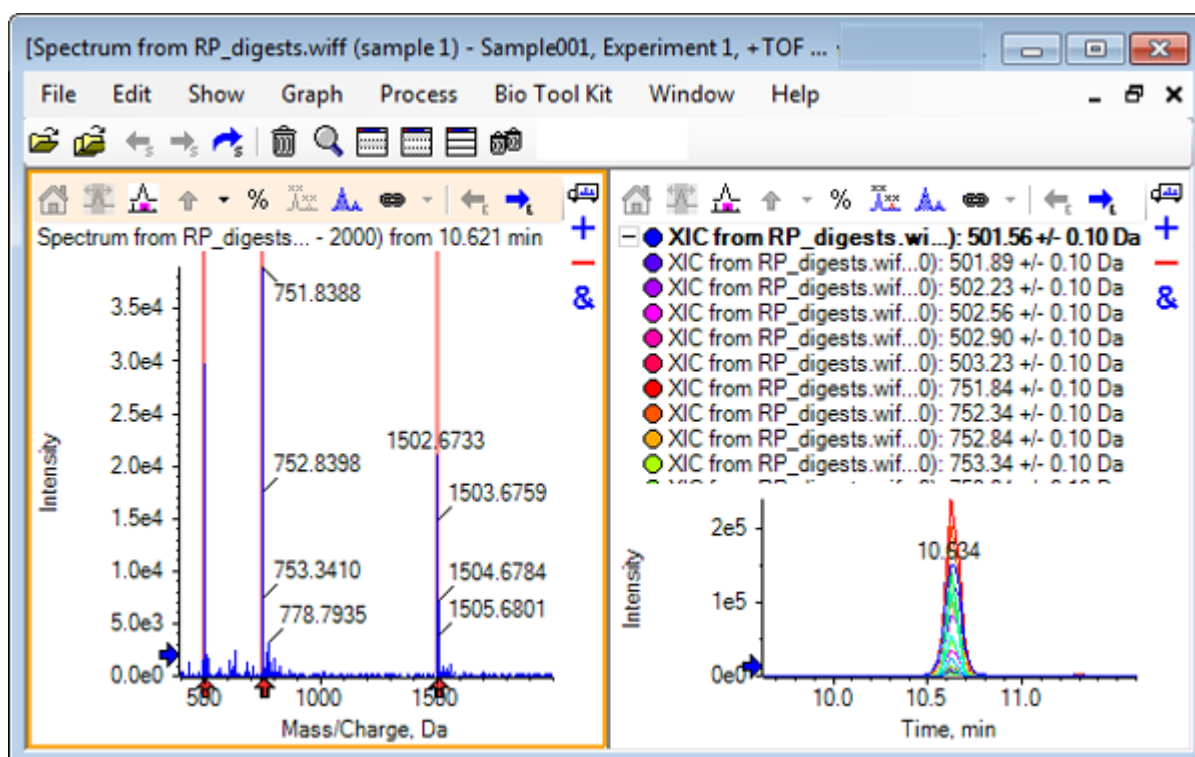 [Spectrum from RP_digests.wiff (sample 1) - Sample001, Experiment 1, +TOF ...
File Edit Show Graph Process Bio Tool Kit Window Help
%
Spectrum from RP_digests... - 2000) from 10.621 min
&
Intensity
3.5e4
3.0e4
2.5e4
2.0e4
1.5e4
1.0e4
5.0e3
0.0e0
751.8388
1502.6733
752.8398
1503.6759
753.3410
1504.6784
778.7935
1505.6801
500 1000 1500
Mass/Charge, Da
%
XIC from RP_digests.wi...): 501.56 +/- 0.10 Da
XIC from RP_digests.wif...0): 501.89 +/- 0.10 Da
XIC from RP_digests.wif...0): 502.23 +/- 0.10 Da
XIC from RP_digests.wif...0): 502.56 +/- 0.10 Da
XIC from RP_digests.wif...0): 502.90 +/- 0.10 Da
XIC from RP_digests.wif...0): 503.23 +/- 0.10 Da
XIC from RP_digests.wif...0): 751.84 +/- 0.10 Da
XIC from RP_digests.wif...0): 752.34 +/- 0.10 Da
XIC from RP_digests.wif...0): 752.84 +/- 0.10 Da
XIC from RP_digests.wif...0): 753.34 +/- 0.10 Da
&
Intensity
2e5
1e5
0e0
10.634
10.0 10.5 11.0
Time, min